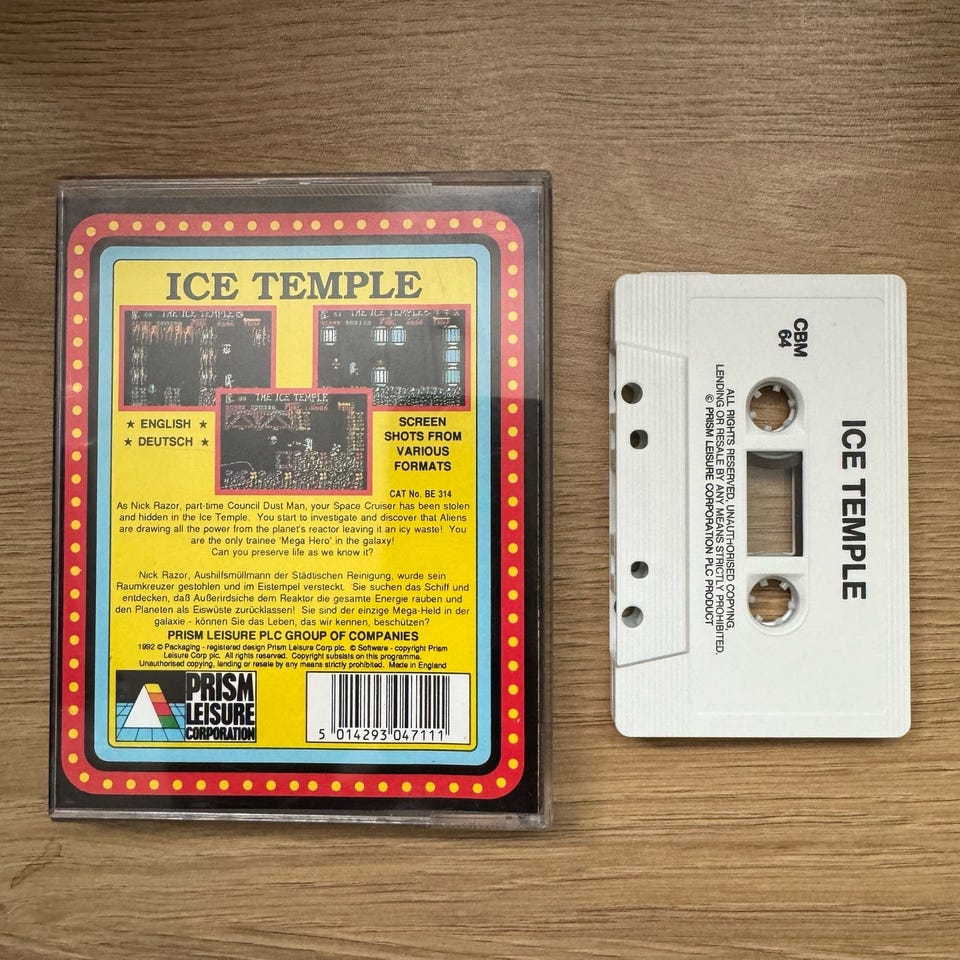 ICE TEMPLE
THE ICE TEMPLE
THE ICE TEMPLE
THE ICE TEMPLE
★ ENGLISH ★
★ DEUTSCH ★
SCREEN
SHOTS FROM
VARIOUS
FORMATS
CAT No. BE 314
As Nick Razor, part-time Council Dust Man, your Space Cruiser has been stolen
and hidden in the Ice Temple. You start to investigate and discover that Aliens
are drawing all the power from the planet's reactor leaving it an icy waste! You
are the only trainee 'Mega Hero' in the galaxy!
Can you preserve life as we know it?
Nick Razor, Aushilfsmüllmann der Städtischen Reinigung, wurde sein
Raumkreuzer gestohlen und im Eistempel versteckt. Sie suchen das Schiff und
entdecken, daß Außerirdsche dem Reaktor die gesamte Energie rauben und
den Planeten als Eiswüste zurücklassen! Sie sind der einzige Mega-Held in der
galaxie - können Sie das Leben, das wir kennen, beschützen?
PRISM LEISURE PLC GROUP OF COMPANIES
1992 © Packaging - registered design Prism Leisure Corp plc. © Software - copyright Prism
Leisure Corp plc. All rights reserved. Copyright subsists on this programme.
Unauthorised copying, lending or resale by any means strictly prohibited. Made in England
PRISM
LEISURE
CORPORATION
5 014293 047111
CBM
64
ICE TEMPLE
ALL RIGHTS RESERVED. UNAUTHORISED COPYING,
LENDING OR RESALE BY ANY MEANS STRICTLY PROHIBITED.
© PRISM LEISURE CORPORATION PLC PRODUCT